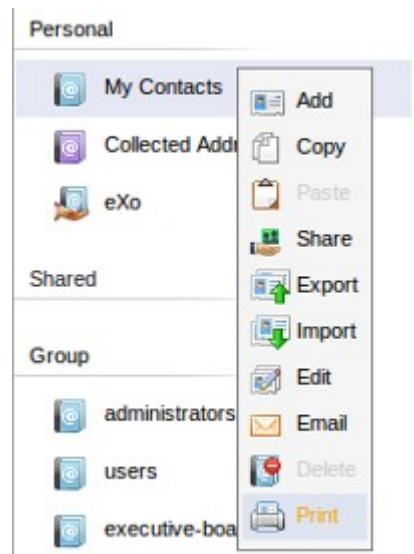 Personal
My Contacts
Collected Addr
eXo
Shared
Group
administrators
users
executive-boa
Add
Copy
Paste
Share
Export
Import
Edit
Email
Delete
Print